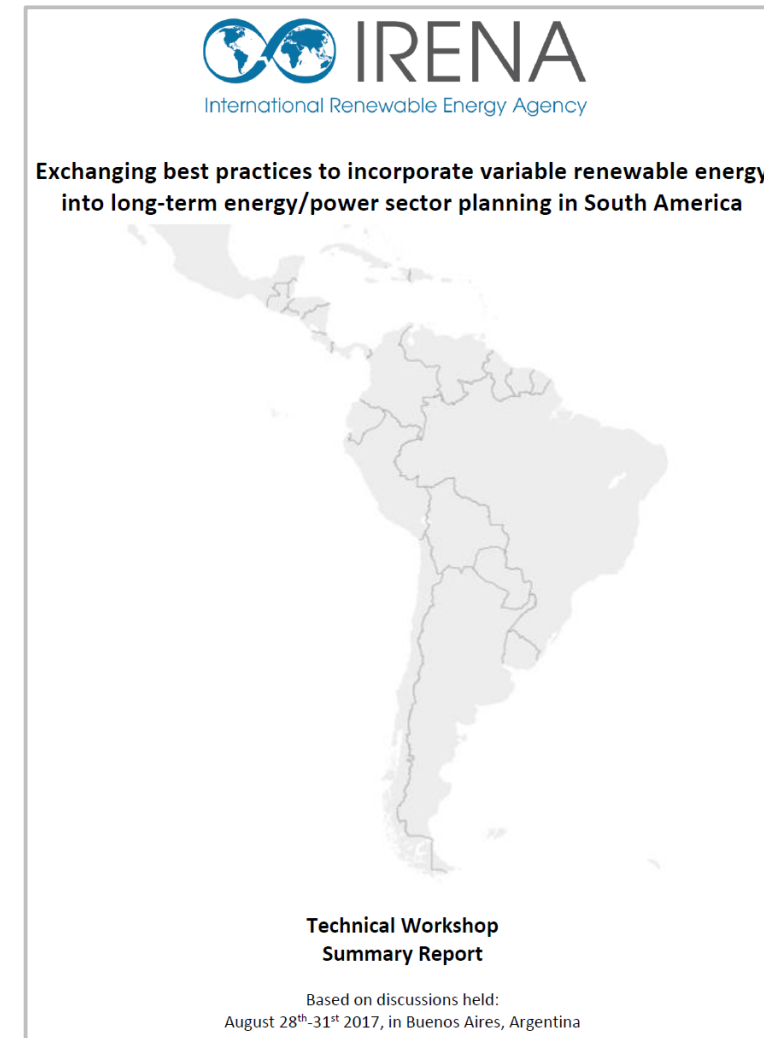 IRENA
International Renewable Energy Agency
Exchanging best practices to incorporate variable renewable energy
into long-term energy/power sector planning in South America
Technical Workshop
Summary Report
Based on discussions held:
August 28th-31st 2017, in Buenos Aires, Argentina